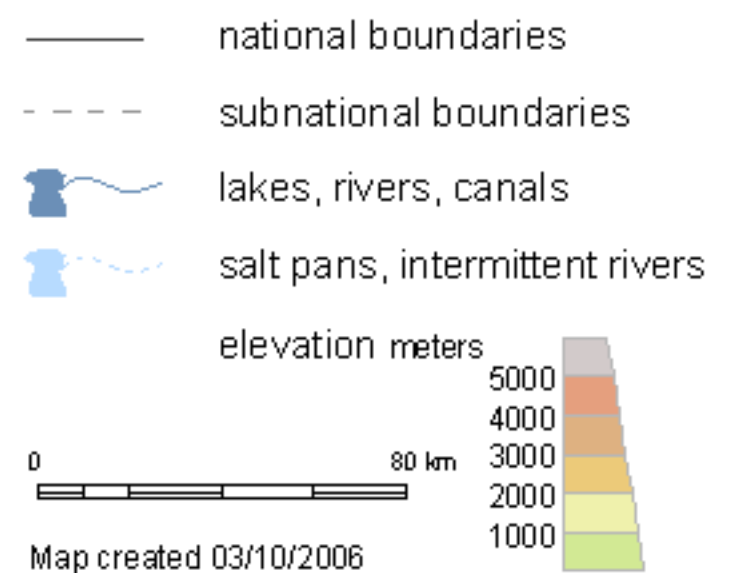 national boundaries
subnational boundaries
lakes, rivers, canals
salt pans, intermittent rivers
elevation meters
5000
4000
3000
2000
1000
0 80 km
Map created 03/10/2006